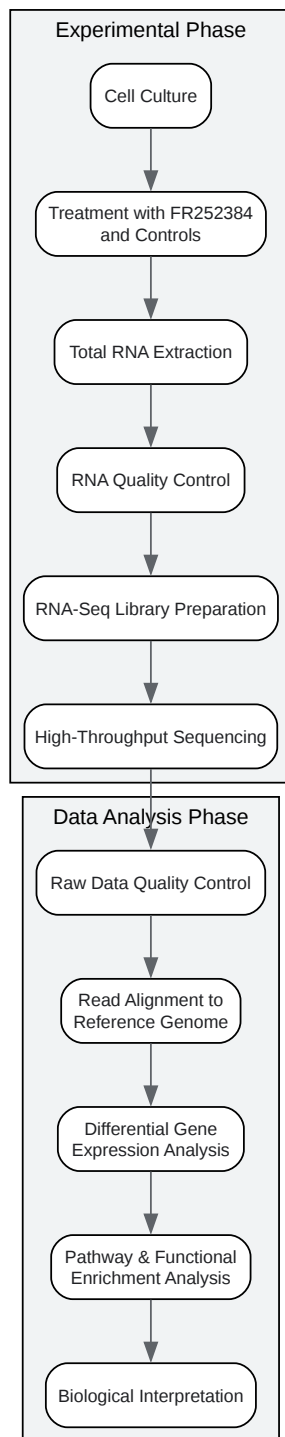 Experimental Phase
Cell Culture
Treatment with FR252384
and Controls
Total RNA Extraction
RNA Quality Control
RNA-Seq Library Preparation
High-Throughput Sequencing
Data Analysis Phase
Raw Data Quality Control
Read Alignment to
Reference Genome
Differential Gene
Expression Analysis
Pathway & Functional
Enrichment Analysis
Biological Interpretation